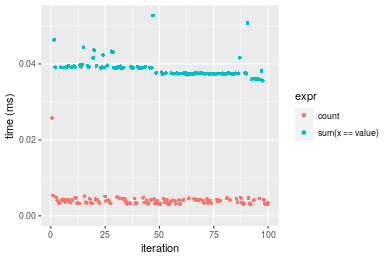 time (ms)
0.04
0.02
0.00
0
25
50
75
100
iteration
expr
count
sum(x == value)